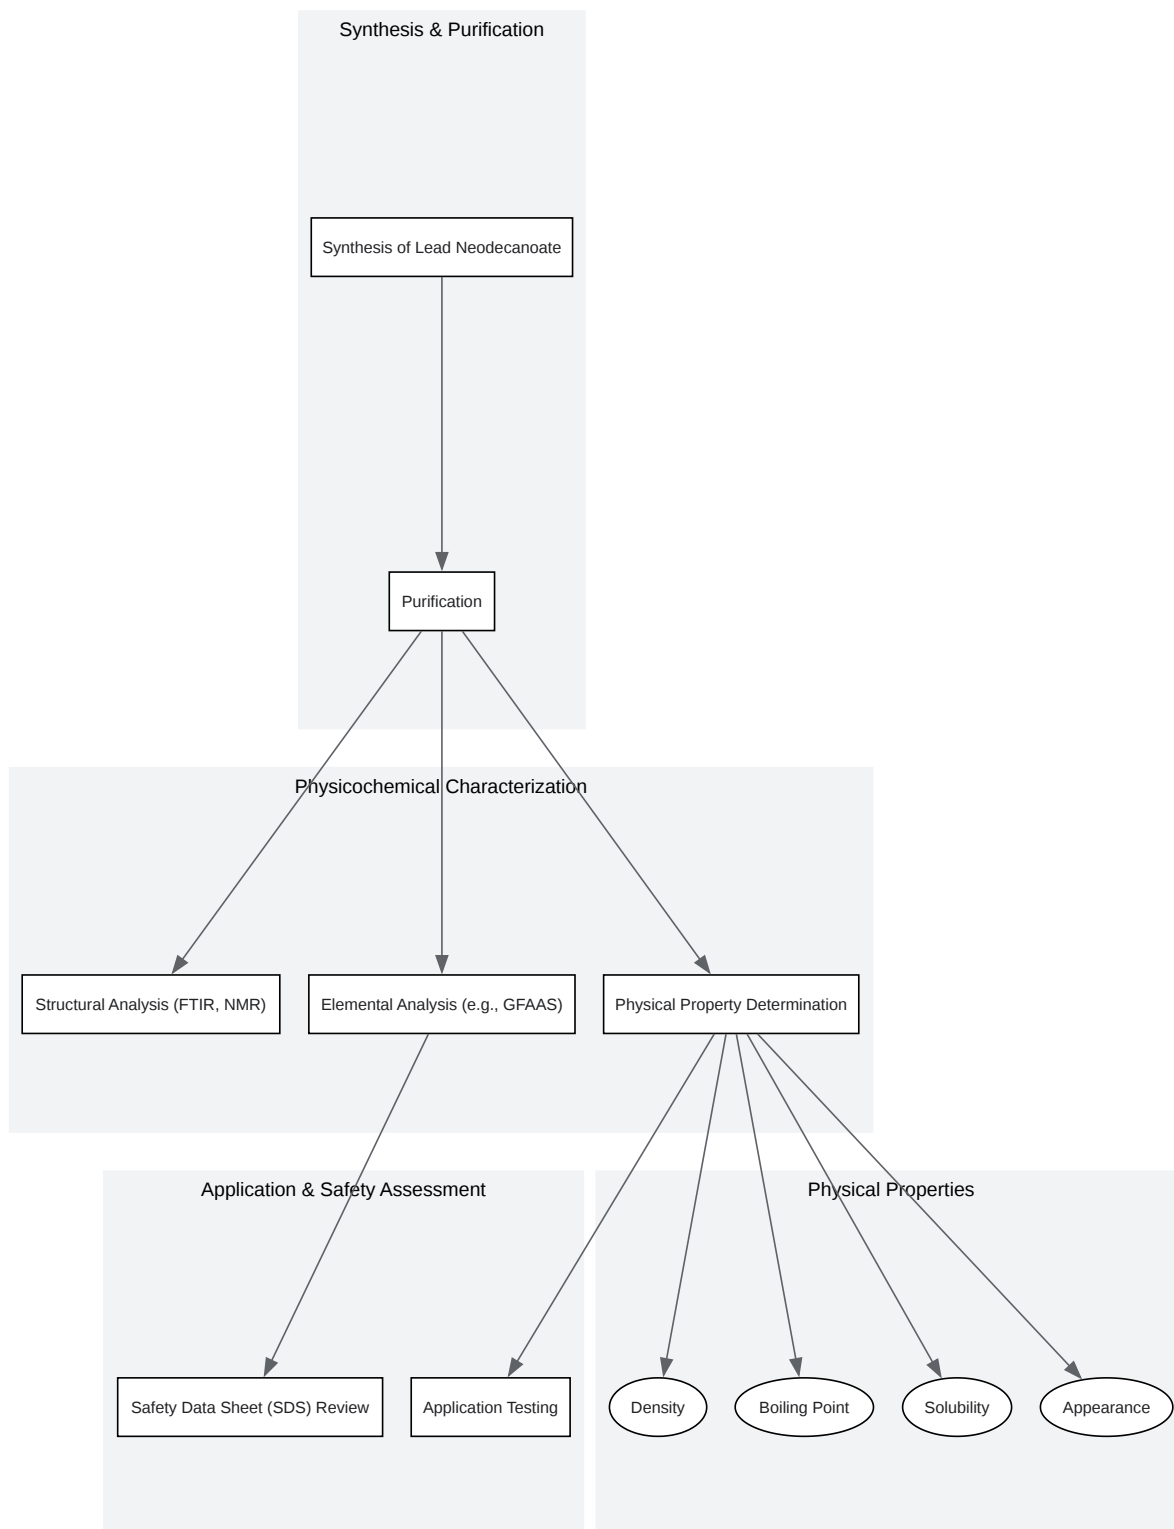 Synthesis & Purification
Synthesis of Lead Neodecanoate
Purification
Physicochemical Characterization
Structural Analysis (FTIR, NMR)
Elemental Analysis (e.g., GFAAS)
Physical Property Determination
Application & Safety Assessment
Physical Properties
Safety Data Sheet (SDS) Review
Application Testing
Density
Boiling Point
Solubility
Appearance